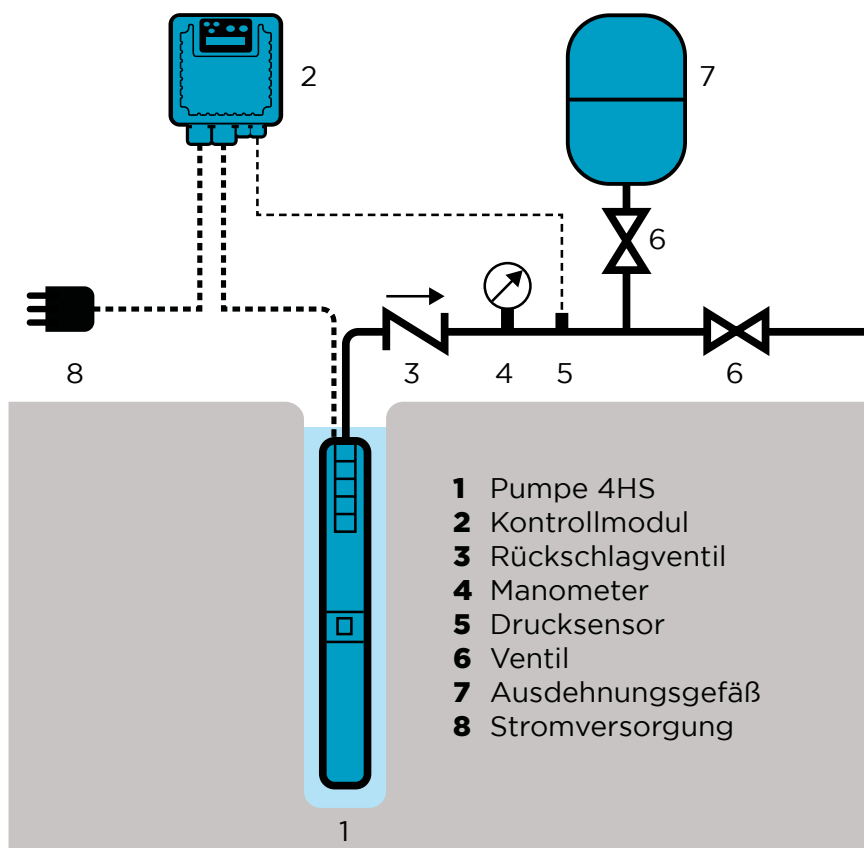 2
7
6
8
3
4
5
6
1 Pumpe 4HS
2 Kontrollmodul
3 Rückschlagventil
4 Manometer
5 Drucksensor
6 Ventil
7 Ausdehnungsgefäß
8 Stromversorgung
1